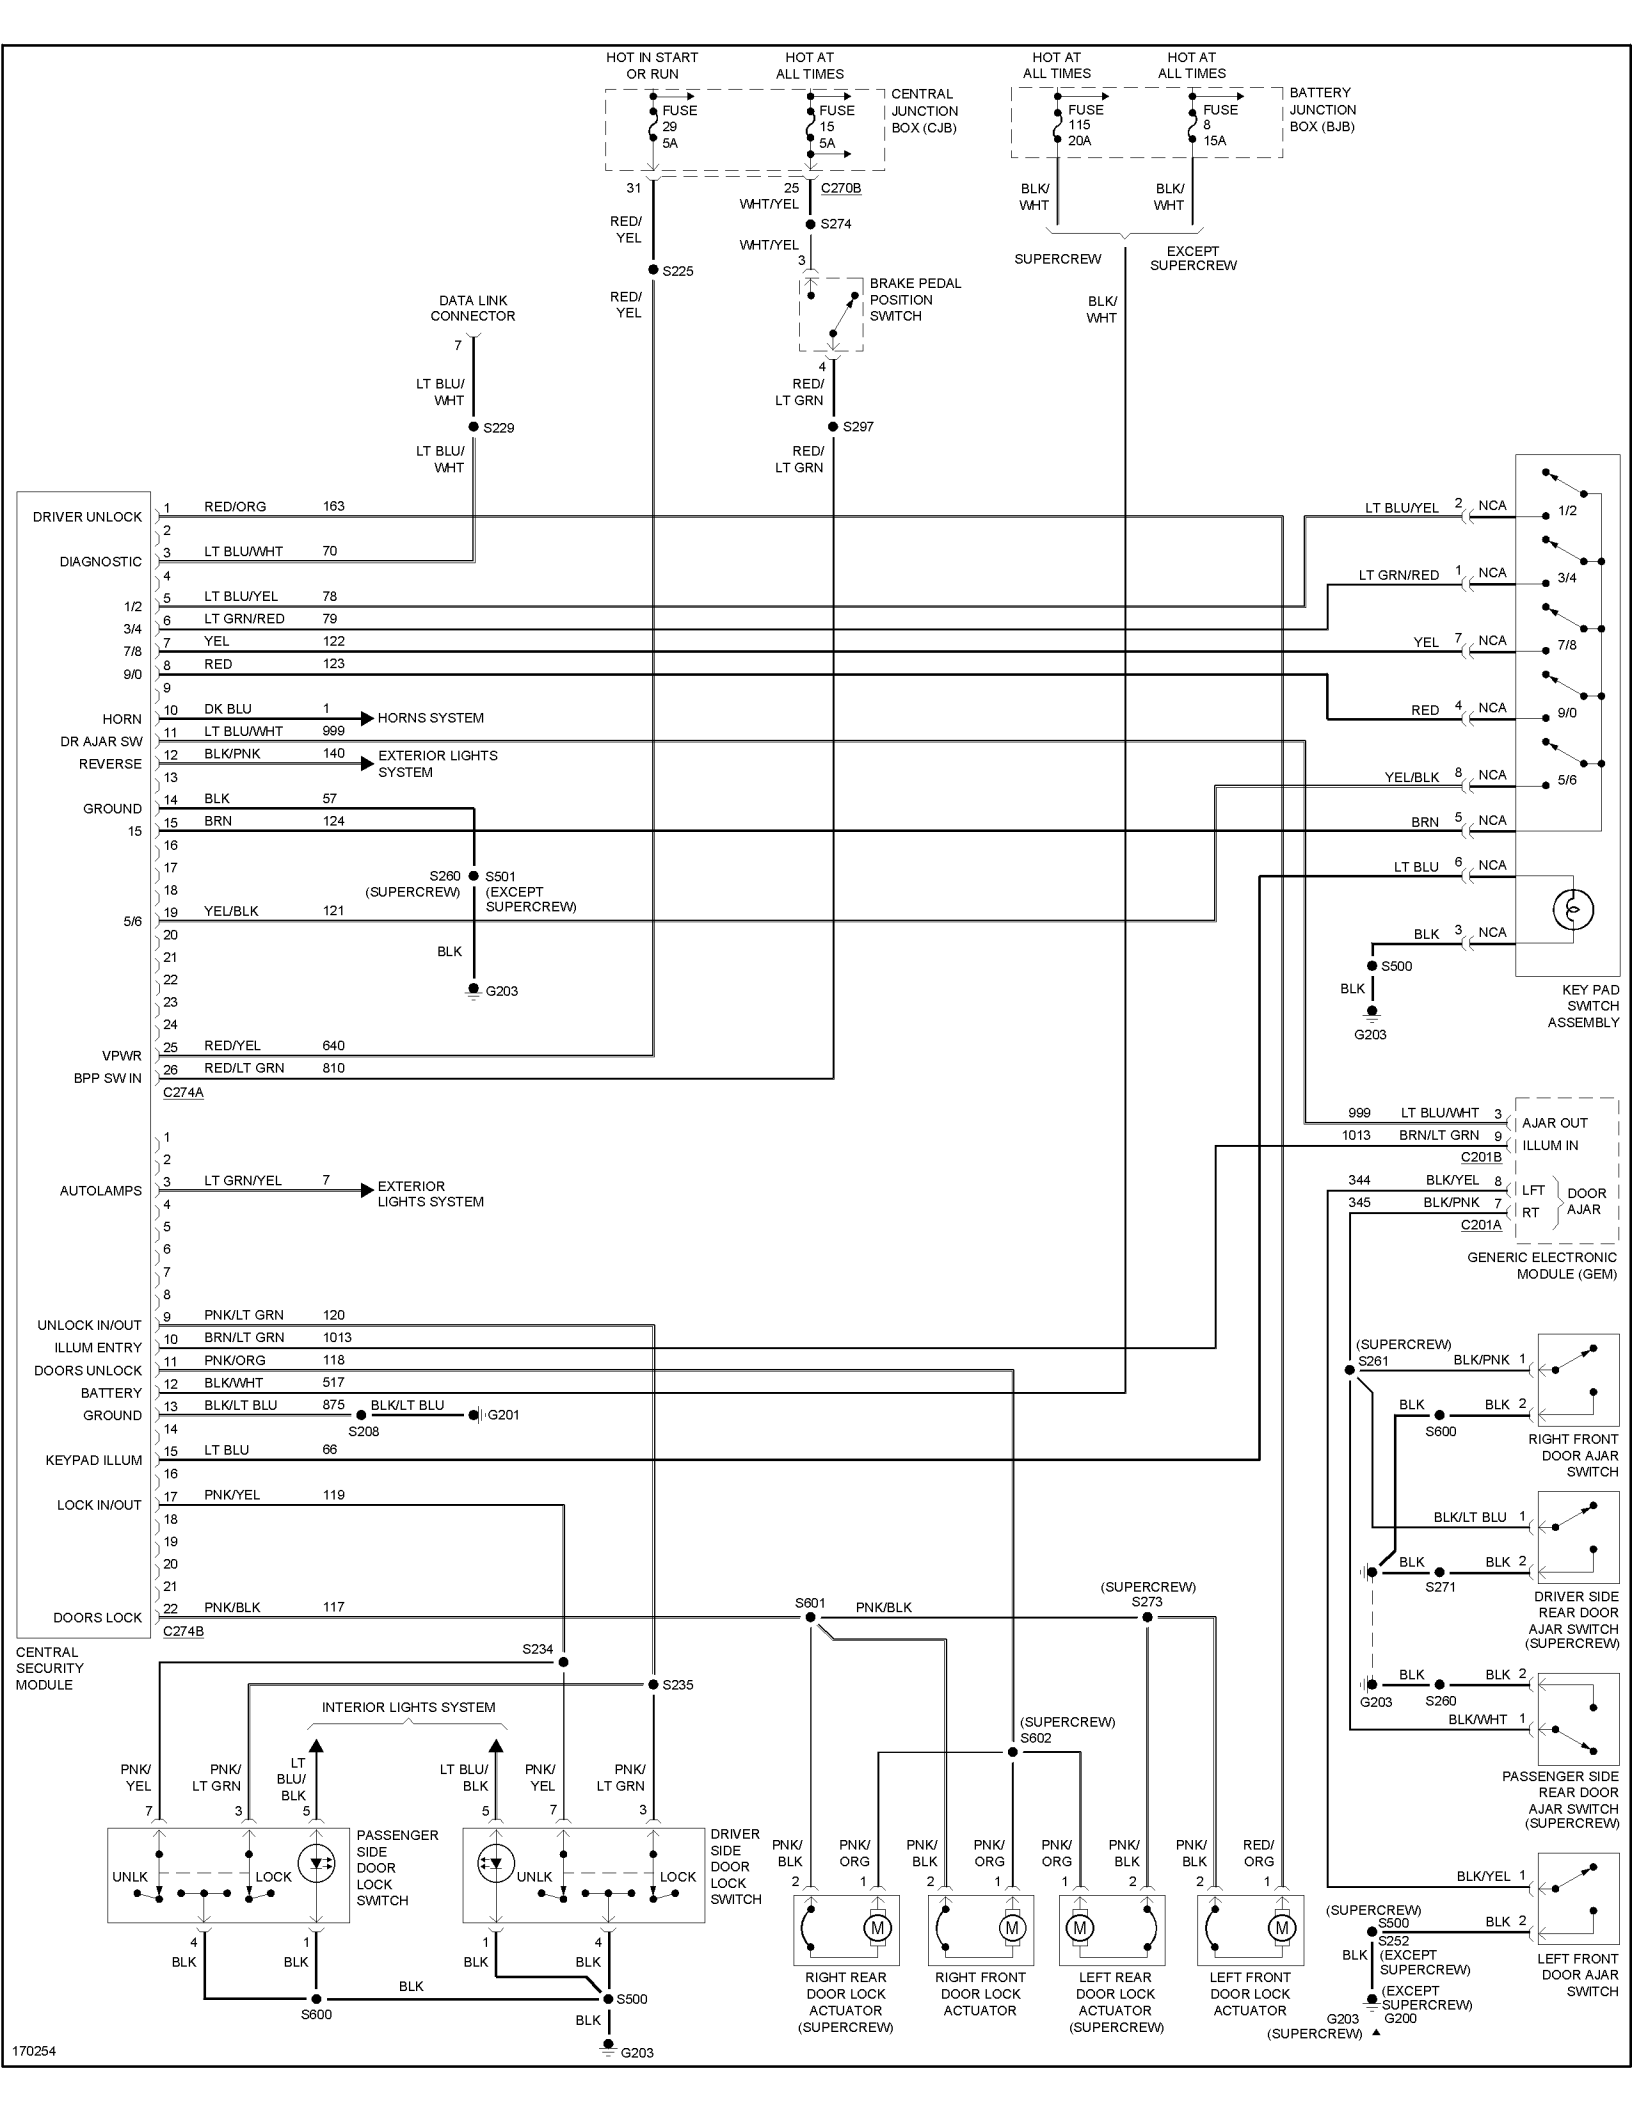 HOT IN START
OR RUN
HOT AT
ALL TIMES
HOT AT
ALL TIMES
HOT AT
ALL TIMES
FUSE
29
5A
FUSE
15
5A
CENTRAL
JUNCTION
BOX (CJB)
FUSE
115
20A
FUSE
8
15A
BATTERY
JUNCTION
BOX (BJB)
31
25 C270B
RED/
YEL
WHT/YEL
S274
WHT/YEL
3
BLK/
WHT
BLK/
WHT
SUPERCREW
EXCEPT
SUPERCREW
S225
RED/
YEL
BRAKE PEDAL
POSITION
SWITCH
BLK/
WHT
DATA LINK
CONNECTOR
7
LT BLU/
WHT
S229
LT BLU/
WHT
4
RED/
LT GRN
S297
RED/
LT GRN
DRIVER UNLOCK 1 RED/ORG 163
2
DIAGNOSTIC 3 LT BLU/WHT 70
4
1/2 5 LT BLU/YEL 78
3/4 6 LT GRN/RED 79
7/8 7 YEL 122
9/0 8 RED 123
9
HORN 10 DK BLU 1 HORNS SYSTEM
DR AJAR SW 11 LT BLU/WHT 999
REVERSE 12 BLK/PNK 140 EXTERIOR LIGHTS
SYSTEM
13
GROUND 14 BLK 57
15 15 BRN 124
16
17
18
5/6 19 YEL/BLK 121
20
21
22
23
24
VPWR 25 RED/YEL 640
BPP SW IN 26 RED/LT GRN 810
C274A
S260
(SUPERCREW)
S501
(EXCEPT
SUPERCREW)
BLK
G203
LT BLU/YEL 2 NCA 1/2
LT GRN/RED 1 NCA 3/4
YEL 7 NCA 7/8
RED 4 NCA 9/0
YEL/BLK 8 NCA 5/6
BRN 5 NCA
LT BLU 6 NCA
BLK 3 NCA
S500
BLK
G203
KEY PAD
SWITCH
ASSEMBLY
1
2
AUTOLAMPS 3 LT GRN/YEL 7 EXTERIOR
LIGHTS SYSTEM
4
5
6
7
8
UNLOCK IN/OUT 9 PNK/LT GRN 120
ILLUM ENTRY 10 BRN/LT GRN 1013
DOORS UNLOCK 11 PNK/ORG 118
BATTERY 12 BLK/WHT 517
GROUND 13 BLK/LT BLU 875 BLK/LT BLU G201
S208
14
KEYPAD ILLUM 15 LT BLU 66
16
LOCK IN/OUT 17 PNK/YEL 119
18
19
20
21
DOORS LOCK 22 PNK/BLK 117
C274B
CENTRAL
SECURITY
MODULE
999 LT BLU/WHT 3 AJAR OUT
1013 BRN/LT GRN 9 ILLUM IN
C201B
344 BLK/YEL 8 LFT
345 BLK/PNK 7 RT
DOOR
AJAR
C201A
GENERIC ELECTRONIC
MODULE (GEM)
(SUPERCREW)
S261
BLK/PNK 1
BLK BLK 2
S600
RIGHT FRONT
DOOR AJAR
SWITCH
BLK/LT BLU 1
BLK BLK 2
S271
DRIVER SIDE
REAR DOOR
AJAR SWITCH
(SUPERCREW)
BLK BLK 2
G203 S260
BLK/WHT 1
PASSENGER SIDE
REAR DOOR
AJAR SWITCH
(SUPERCREW)
BLK/YEL 1
(SUPERCREW)
S500
BLK 2
S252
(EXCEPT
SUPERCREW)
BLK
LEFT FRONT
DOOR AJAR
SWITCH
(EXCEPT
SUPERCREW)
G203 G200
(SUPERCREW)
S601
PNK/BLK
(SUPERCREW)
S273
S234
S235
INTERIOR LIGHTS SYSTEM
(SUPERCREW)
S602
PNK/
YEL
7
PNK/
LT GRN
3
LT
BLU/
BLK
5
LT BLU/
BLK
5
PNK/
YEL
7
PNK/
LT GRN
3
UNLK LOCK
PASSENGER
SIDE
DOOR
LOCK
SWITCH
UNLK LOCK
DRIVER
SIDE
DOOR
LOCK
SWITCH
4
BLK
1
BLK
1
BLK
4
BLK
BLK
S600
S500
BLK
G203
PNK/
BLK
2
PNK/
ORG
1
PNK/
BLK
2
PNK/
ORG
1
PNK/
ORG
1
PNK/
BLK
2
PNK/
BLK
2
RED/
ORG
1
M
M
M
M
RIGHT REAR
DOOR LOCK
ACTUATOR
(SUPERCREW)
RIGHT FRONT
DOOR LOCK
ACTUATOR
LEFT REAR
DOOR LOCK
ACTUATOR
(SUPERCREW)
LEFT FRONT
DOOR LOCK
ACTUATOR
170254